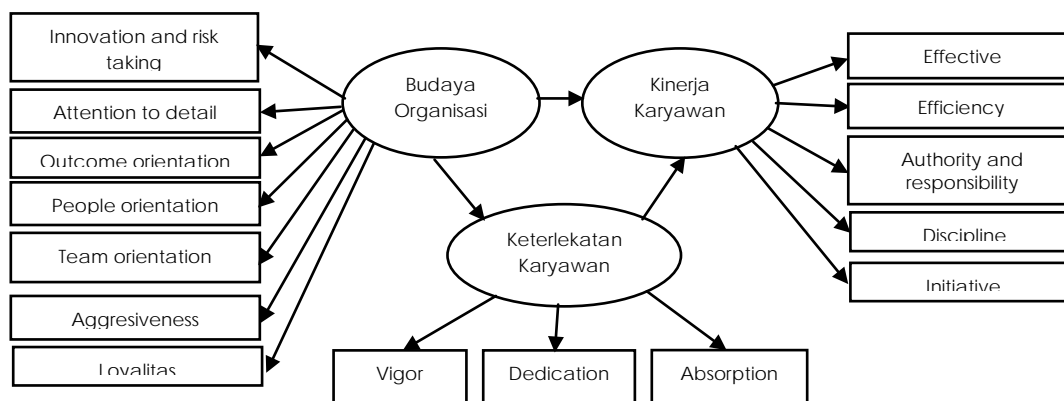 Innovation and risk
taking
Attention to detail
Outcome orientation
People orientation
Team orientation
Aggresiveness
Loyalitas
Budaya
Organisasi
Kinerja
Karyawan
Keterlekatan
Karyawan
Vigor
Dedication
Absorption
Effective
Efficiency
Authority and
responsibility
Discipline
Initiative